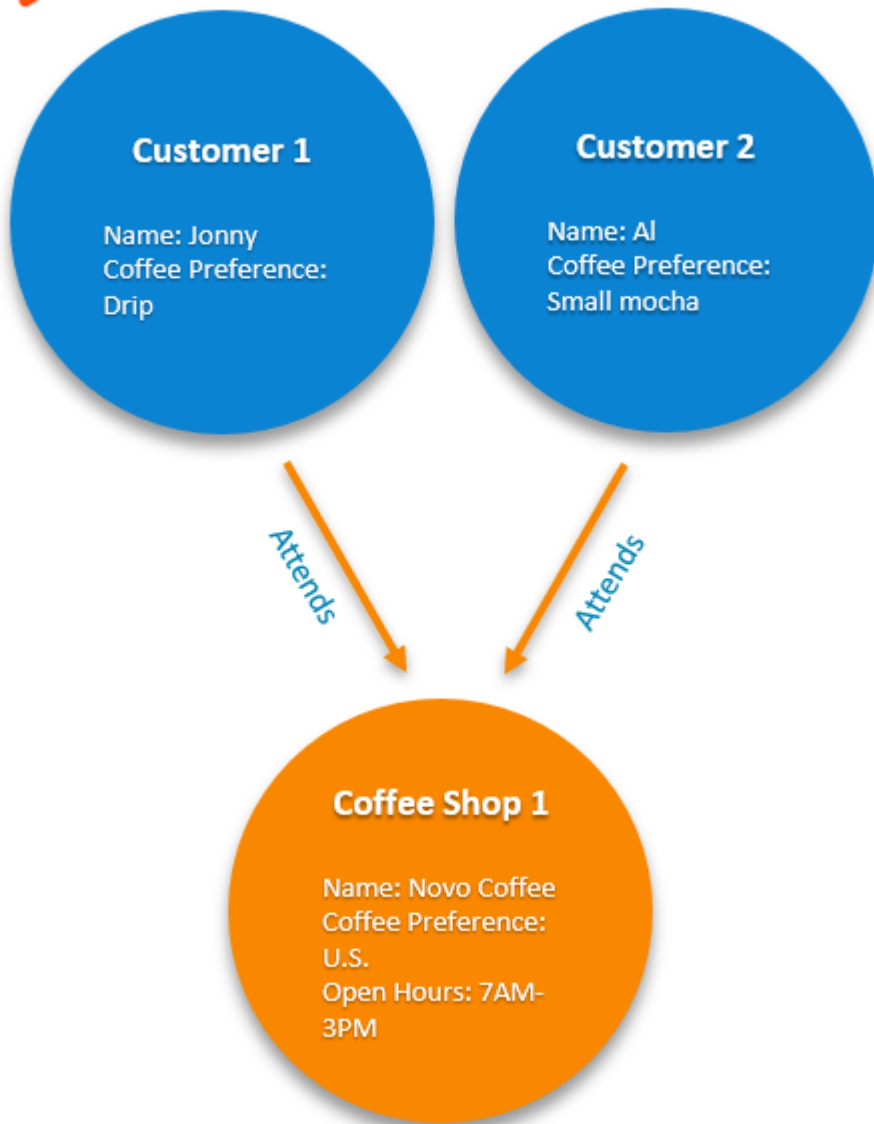 Customer 1
Name: Jonny
Coffee Preference:
Drip
Customer 2
Name: Al
Coffee Preference:
Small mocha
Attends
Attends
Coffee Shop 1
Name: Novo Coffee
Coffee Preference:
U.S.
Open Hours: 7AM-
3PM